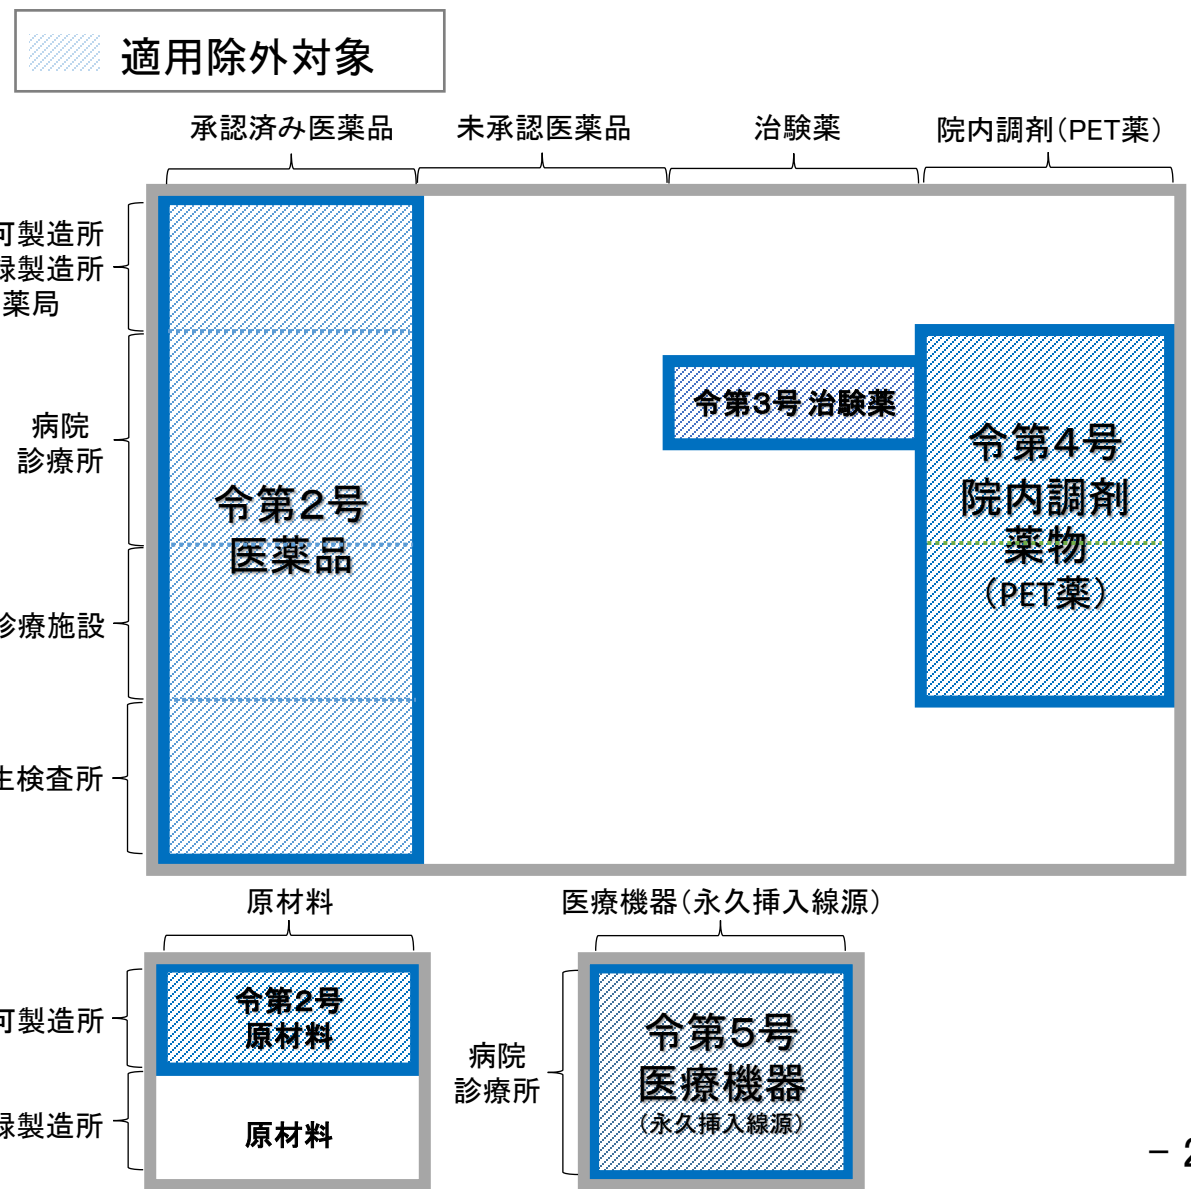 適用除外対象
承認済み医薬品
未承認医薬品
治験薬
院内調剤(PET薬)
可製造所
録製造所
薬局
病院
診療所
診療施設
生検査所
令第2号
医薬品
令第3号 治験薬
令第4号
院内調剤
薬物
(PET薬)
原材料
医療機器(永久挿入線源)
可製造所
録製造所
令第2号
原材料
原材料
病院
診療所
令第5号
医療機器
(永久挿入線源)
- 2